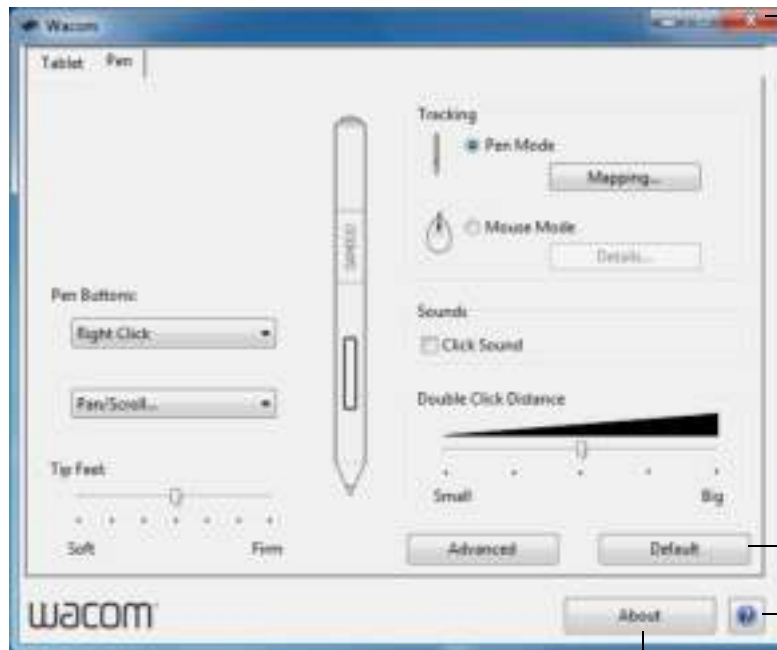 Wacom
Tablet Pen
Tracking
Pen Mode
Mapping...
Mouse Mode
Details...
Pen Buttons:
Right Click
Pan/Scroll...
Sounds
Click Sound
Double Click Distance
Small Big
Tip Feel
Soft Firm
Advanced Default
wacom
About ?